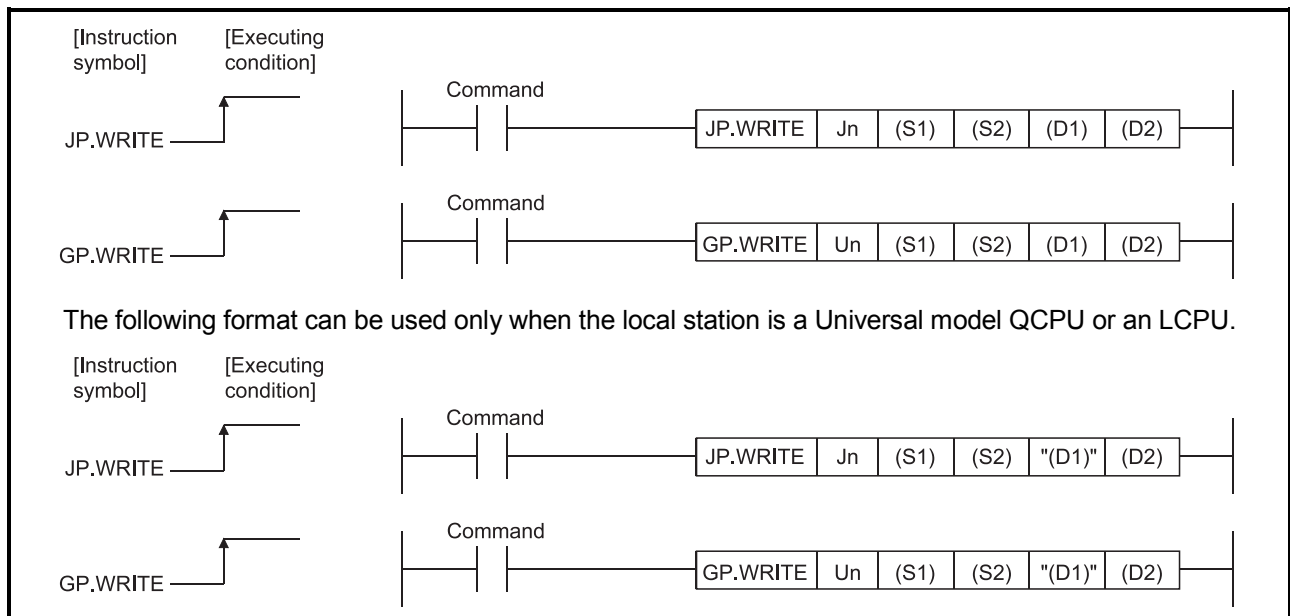 [Instruction symbol] [Executing condition]
Command
JP.WRITE JP.WRITE Jn (S1) (S2) (D1) (D2)
Command
GP.WRITE GP.WRITE Un (S1) (S2) (D1) (D2)
The following format can be used only when the local station is a Universal model QCPU or an LCPU.
[Instruction symbol] [Executing condition]
Command
JP.WRITE JP.WRITE Jn (S1) (S2) "(D1)" (D2)
Command
GP.WRITE GP.WRITE Un (S1) (S2) "(D1)" (D2)